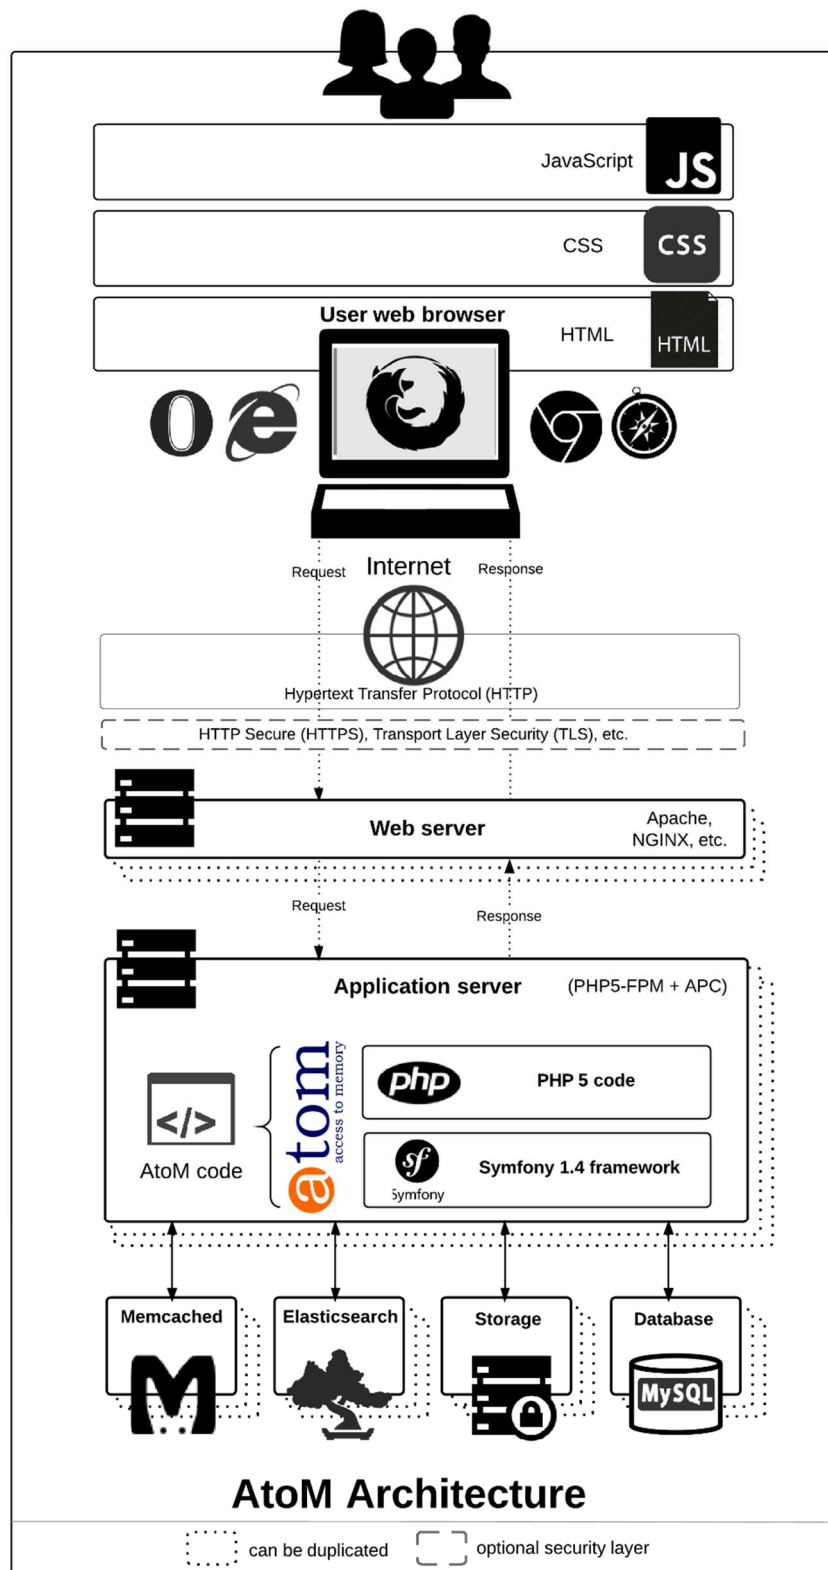 JavaScript
JS
CSS
CSS
User web browser
HTML
HTML
Request
Internet
Response
Hypertext Transfer Protocol (HTTP)
HTTP Secure (HTTPS), Transport Layer Security (TLS), etc.
Web server
Apache,
NGINX, etc.
Request
Response
Application server
(PHP5-FPM + APC)
</>
AtoM code
atom
access to memory
php
PHP 5 code
sf
Symfony
Symfony 1.4 framework
Memcached
Elasticsearch
Storage
Database
M
MySQL
AtoM Architecture
can be duplicated
optional security layer